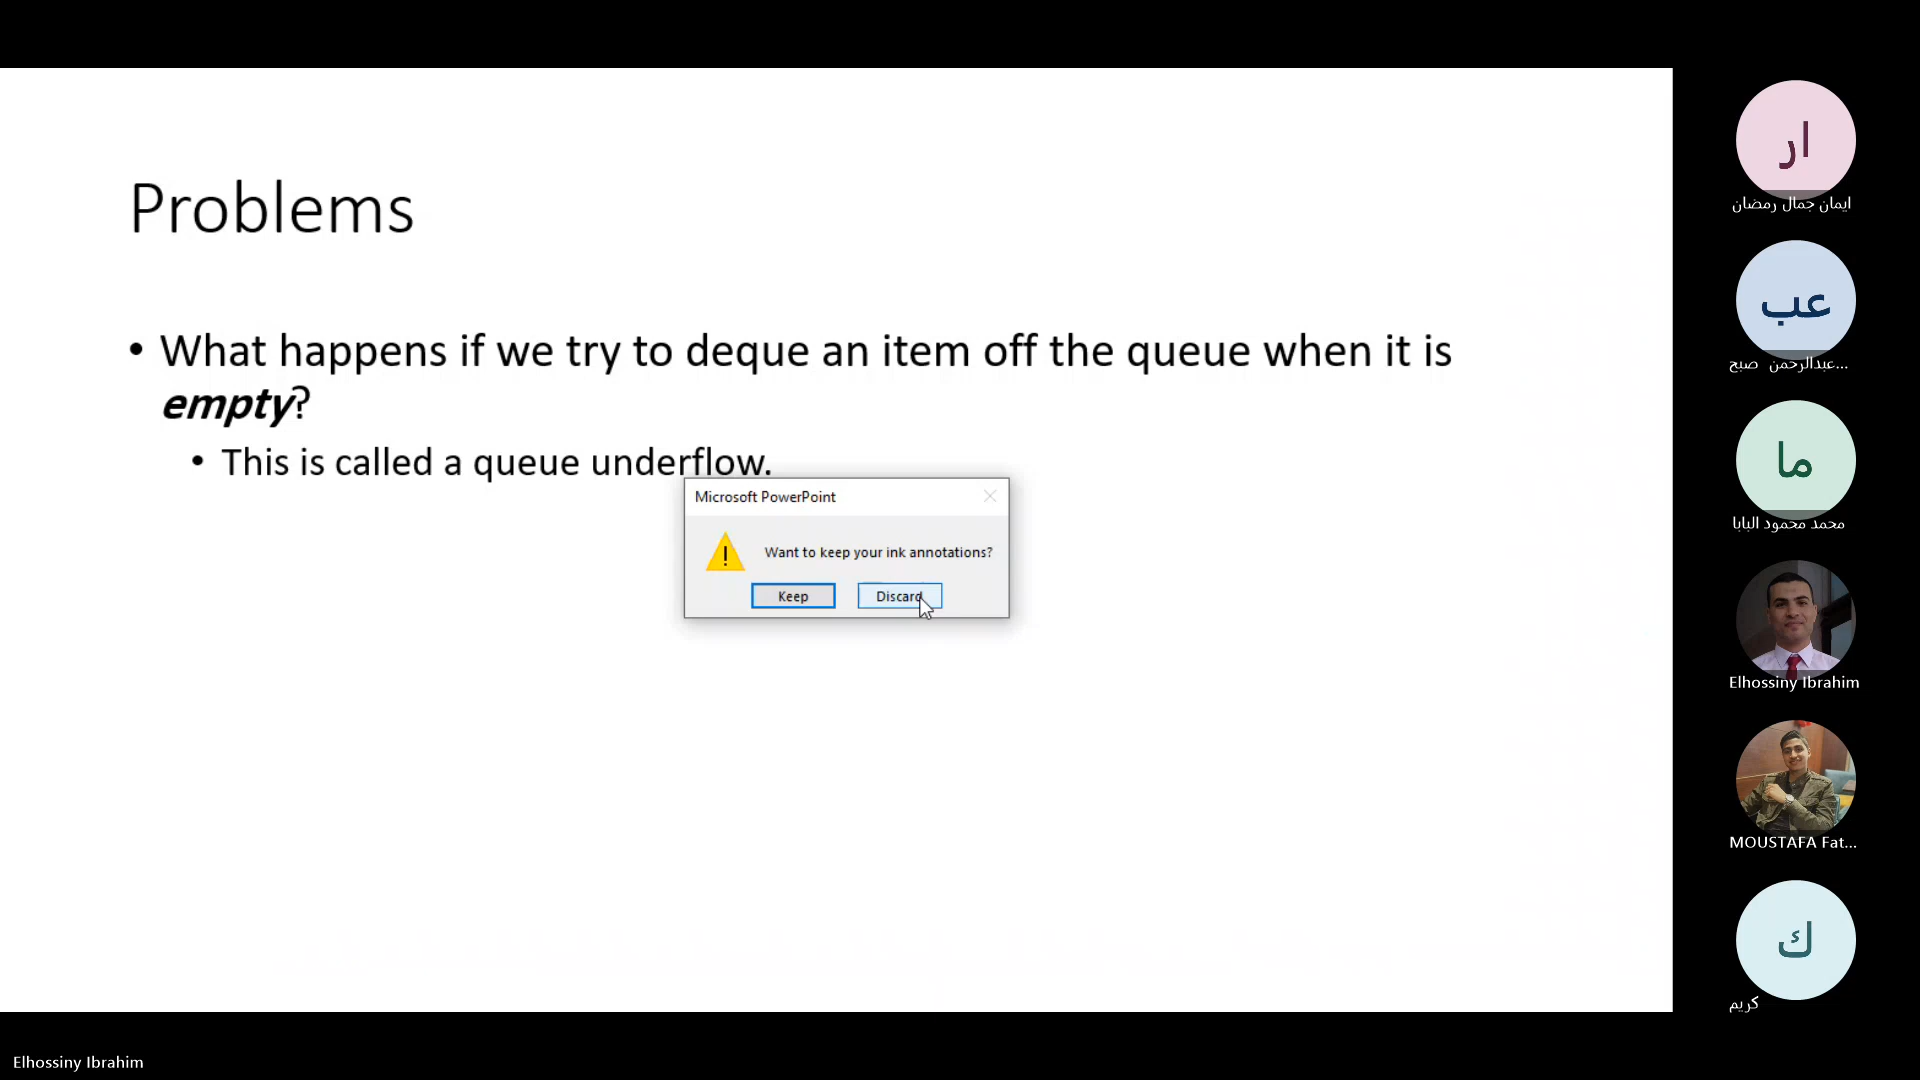 Problems
• What happens if we try to deque an item off the queue when it is
empty?
• This is called a queue underflow.
Microsoft PowerPoint
Want to keep your ink annotations?
Keep
Discard
ار
ايمان جمال رمضان
عب
عبدالرحمن صبح...
ما
محمد محمود البابا
Elhossiny Ibrahim
MOUSTAFA Fat...
ك
كريم
Elhossiny Ibrahim